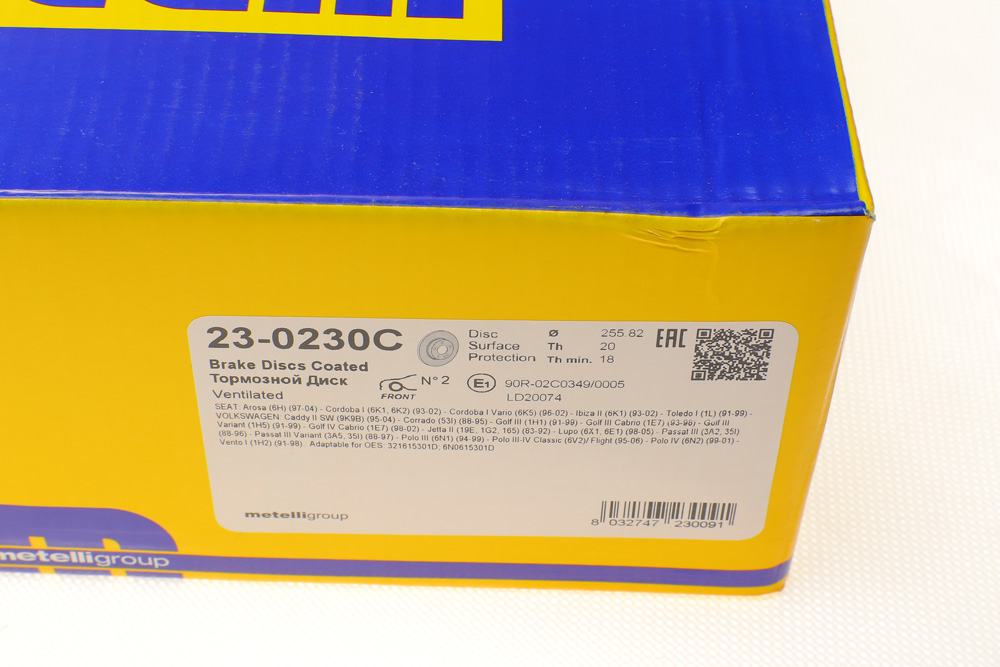 23-0230C
Disc
Surface
Protection
Ø 255.82
Th 20
Th min. 18
EAC
Brake Discs Coated
Тормозной Диск
Ventilated
FRONT
N° 2
E1
90R-02C0349/0005
LD20074
SEAT: Arosa (6H) (97-04) - Cordoba I (6K1, 6K2) (93-02) - Cordoba I Vario (6K5) (96-02) - Ibiza II (6K1) (93-02) - Toledo I (1L) (91-99) -
VOLKSWAGEN: Caddy II SW (9K9B) (95-04) - Corrado (53I) (88-95) - Golf III (1H1) (91-99) - Golf III Cabrio (1E7) (93-98) - Golf III
Variant (1H5) (91-99) - Golf IV Cabrio (1E7) (98-02) - Jetta II (19E, 1G2, 165) (83-92) - Lupo (6X1, 6E1) (98-05) - Passat III (3A2, 35I)
(88-96) - Passat III Variant (3A5, 35I) (88-97) - Polo III (6N1) (94-99) - Polo III-IV Classic (6V2)/ Flight (95-06) - Polo IV (6N2) (99-01) -
Vento I (1H2) (91-98). Adaptable for OES: 321615301D; 6N0615301D
metelligroup
8 032747 230091
metelligroup